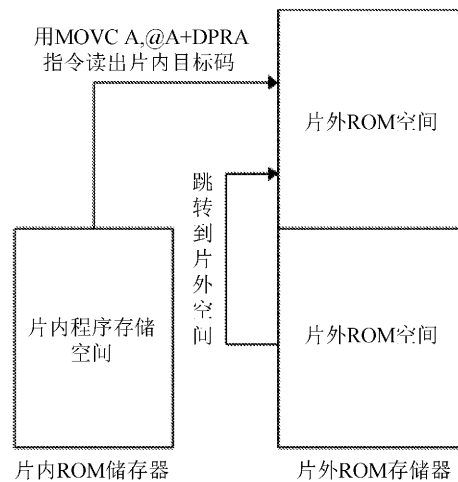 用MOVC A,@A+DPRA
指令读出片内目标码
片外ROM空间
跳转到片外空间
片内程序存储
空间
片外ROM空间
片内ROM储存器
片外ROM存储器